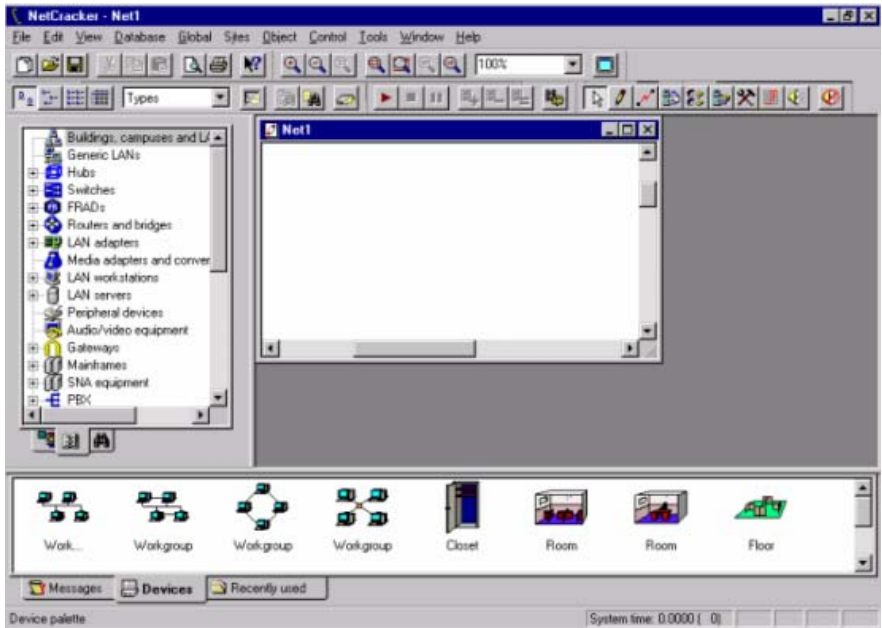 NetCracker - Net1
File Edit View Database Global Sites Object Control Tools Window Help
100%
Types
Net1
Buildings, campuses and LA
Generic LANs
Hubs
Switches
FRADs
Routers and bridges
LAN adapters
Media adapters and conver
LAN workstations
LAN servers
Peripheral devices
Audio/video equipment
Gateways
Mainframes
SNA equipment
PBX
Work... Workgroup Workgroup Workgroup Closet Room Room Floor
Messages Devices Recently used
Device palette System time: 0.0000 ( 0)